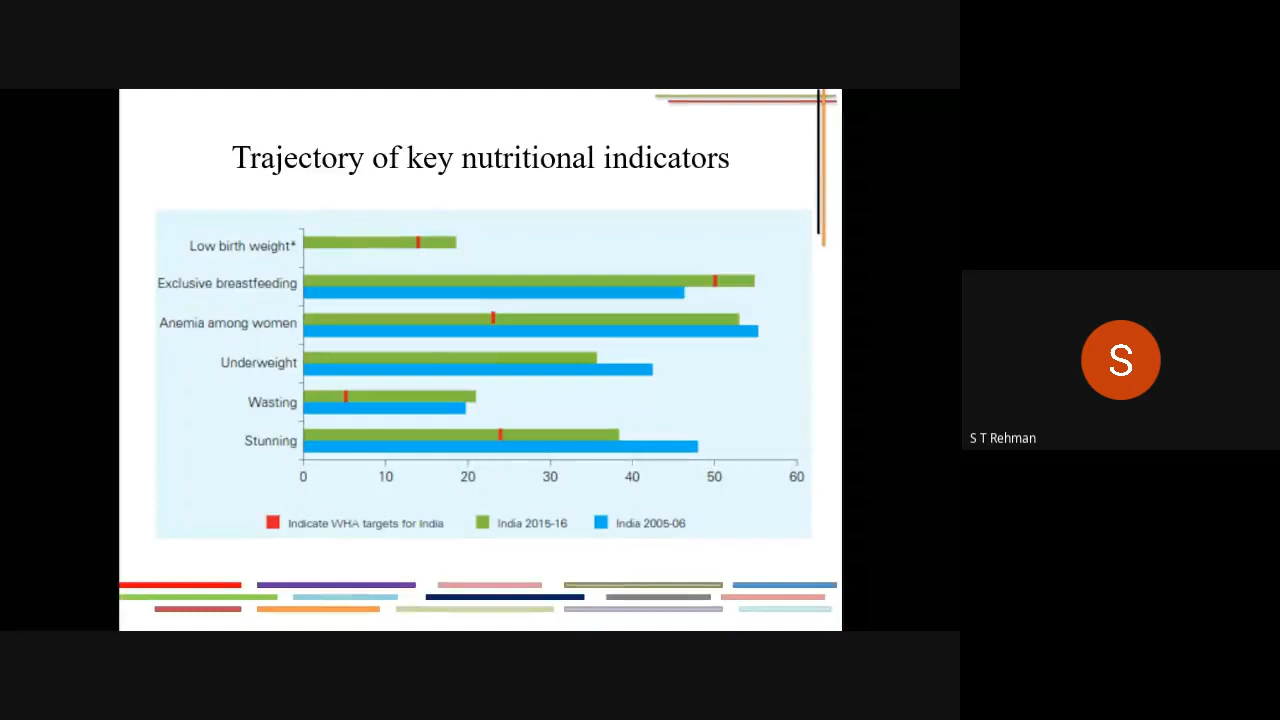 Trajectory of key nutritional indicators
Low birth weight*
Exclusive breastfeeding
Anemia among women
Underweight
Wasting
Stunning
0 10 20 30 40 50 60
Indicate WHA targets for India India 2015-16 India 2005-06
S
S T Rehman